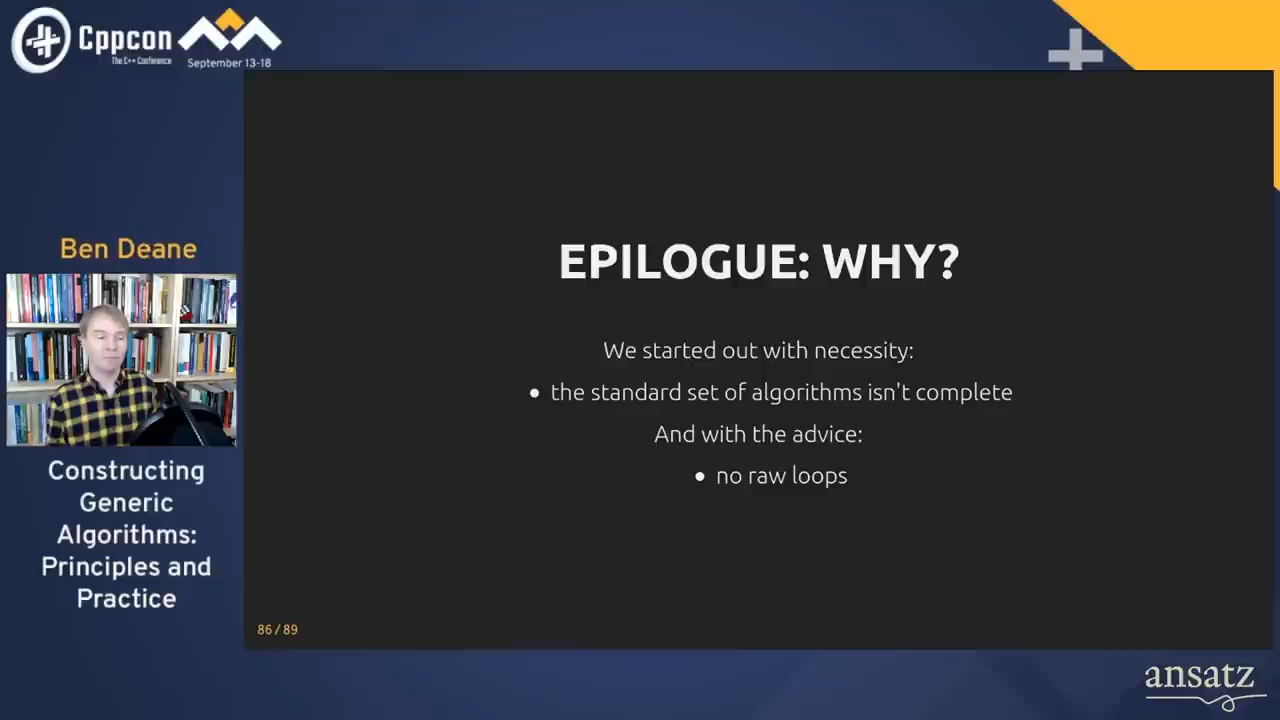 Cppcon
The C++ Conference
September 13-18
Ben Deane
Constructing
Generic
Algorithms:
Principles and
Practice
EPILOGUE: WHY?
We started out with necessity:
• the standard set of algorithms isn't complete
And with the advice:
• no raw loops
86 / 89
ansatz